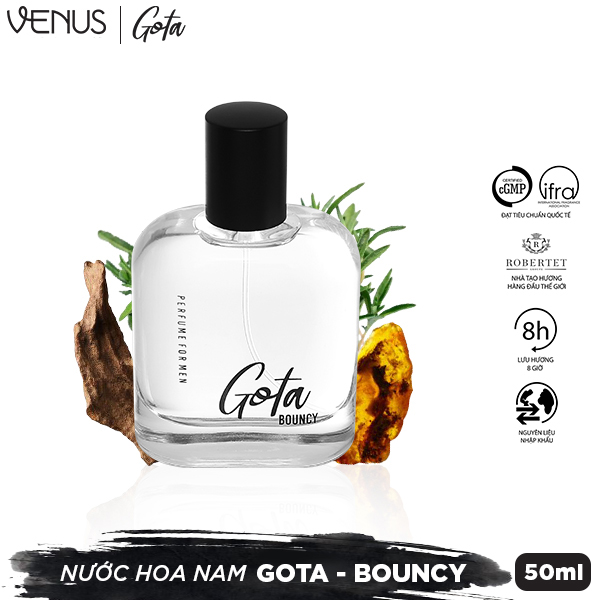 VENUS | Gota
CERTIFIED
cGMP
ifra
INTERNATIONAL FRAGRANCE
ASSOCIATION
ĐẠT TIÊU CHUẨN QUỐC TẾ
R
ROBERTET
GRASSE
NHÀ TẠO HƯƠNG
HÀNG ĐẦU THẾ GIỚI
8h
LƯU HƯƠNG
8 GIỜ
NGUYÊN LIỆU
NHẬP KHẨU
PERFUME FOR MEN
Gota
BOUNCY
NƯỚC HOA NAM GOTA - BOUNCY
50ml